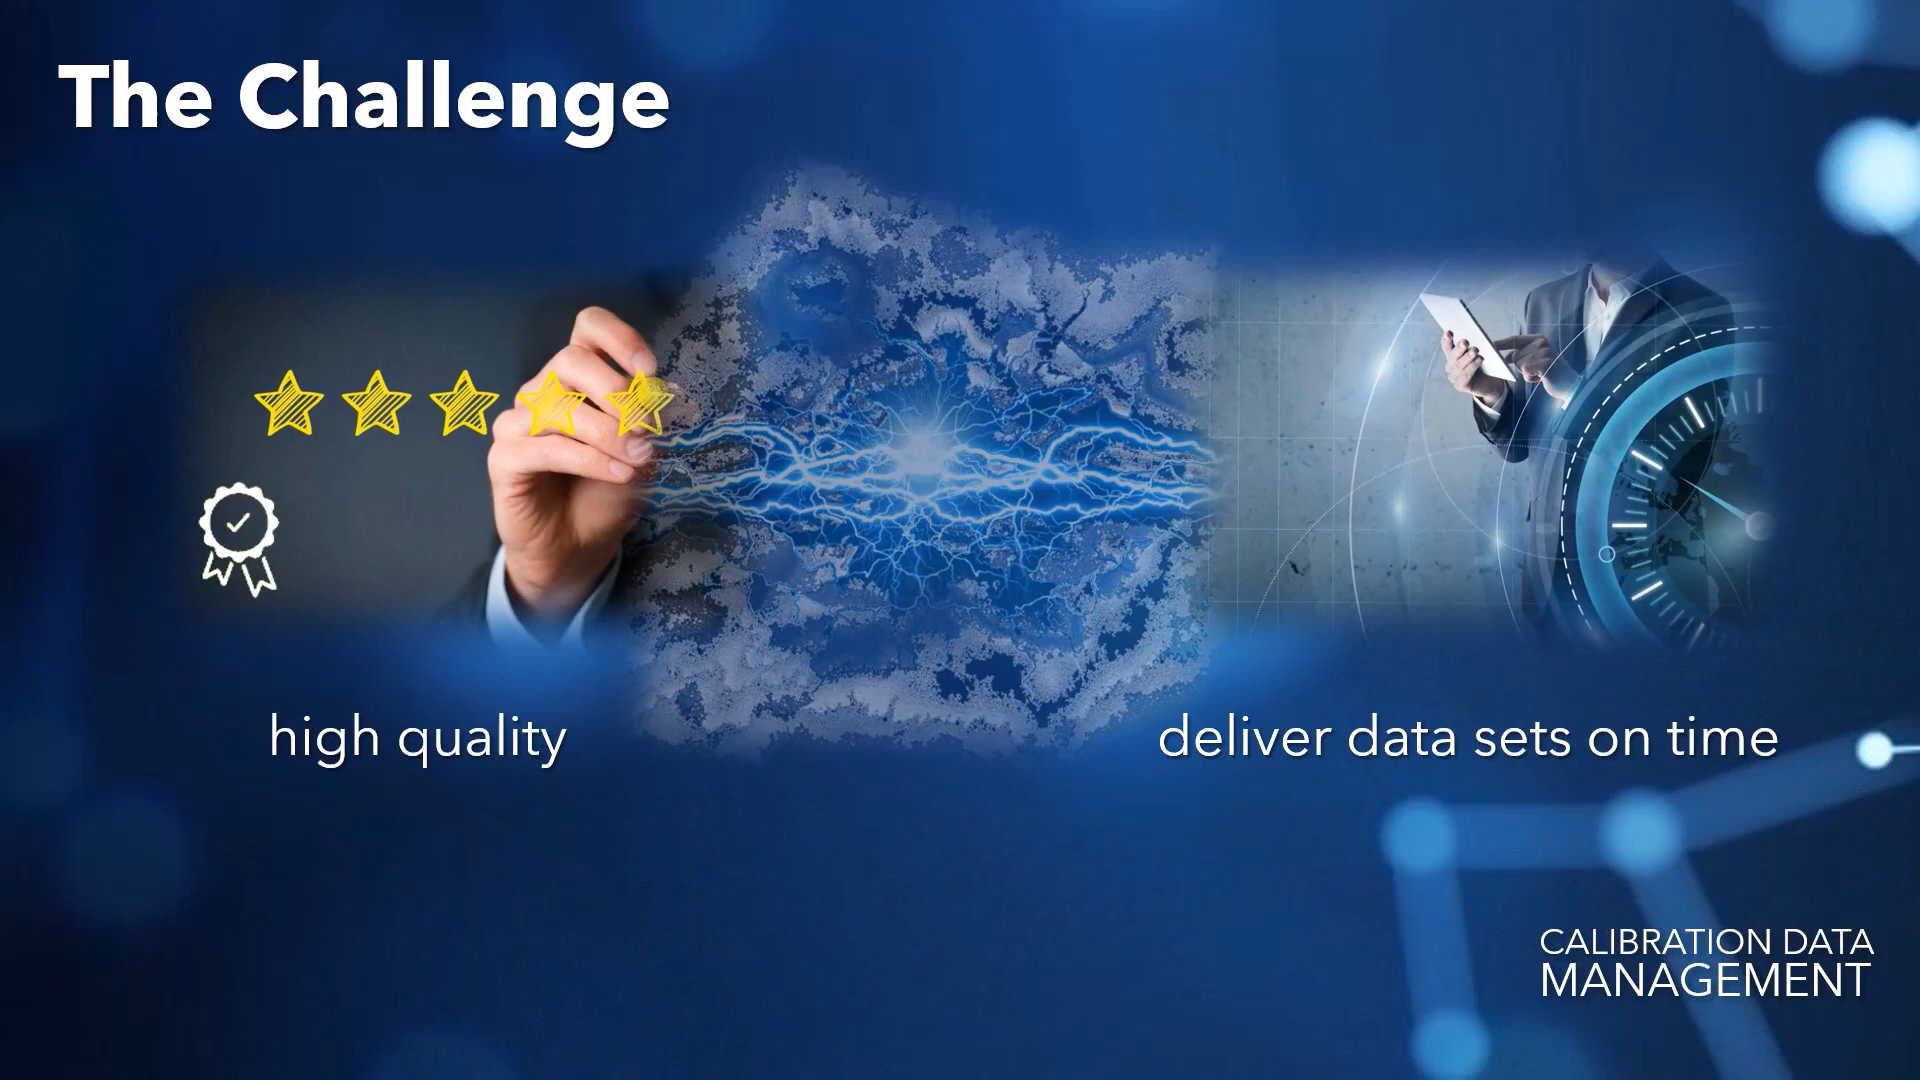 The Challenge
high quality
deliver data sets on time
CALIBRATION DATA
MANAGEMENT